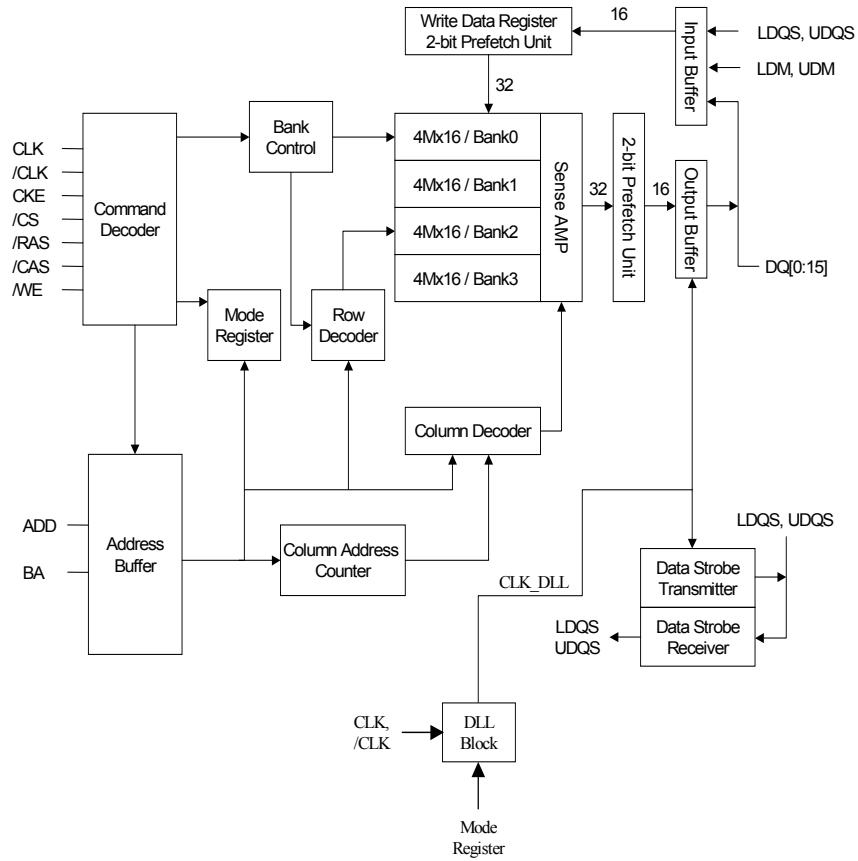 Write Data Register
2-bit Prefetch Unit
16
Input Buffer
LDQS, UDQS
LDM, UDM
32
Bank
Control
4Mx16 / Bank0
4Mx16 / Bank1
4Mx16 / Bank2
4Mx16 / Bank3
Sense AMP
32
2-bit Prefetch Unit
16
Output Buffer
DQ[0:15]
CLK
/CLK
CKE
/CS
/RAS
/CAS
/WE
Command
Decoder
Mode
Register
Row
Decoder
Column Decoder
ADD
BA
Address
Buffer
Column Address
Counter
CLK_DLL
LDQS, UDQS
Data Strobe
Transmitter
Data Strobe
Receiver
LDQS
UDQS
CLK,
/CLK
DLL
Block
Mode
Register